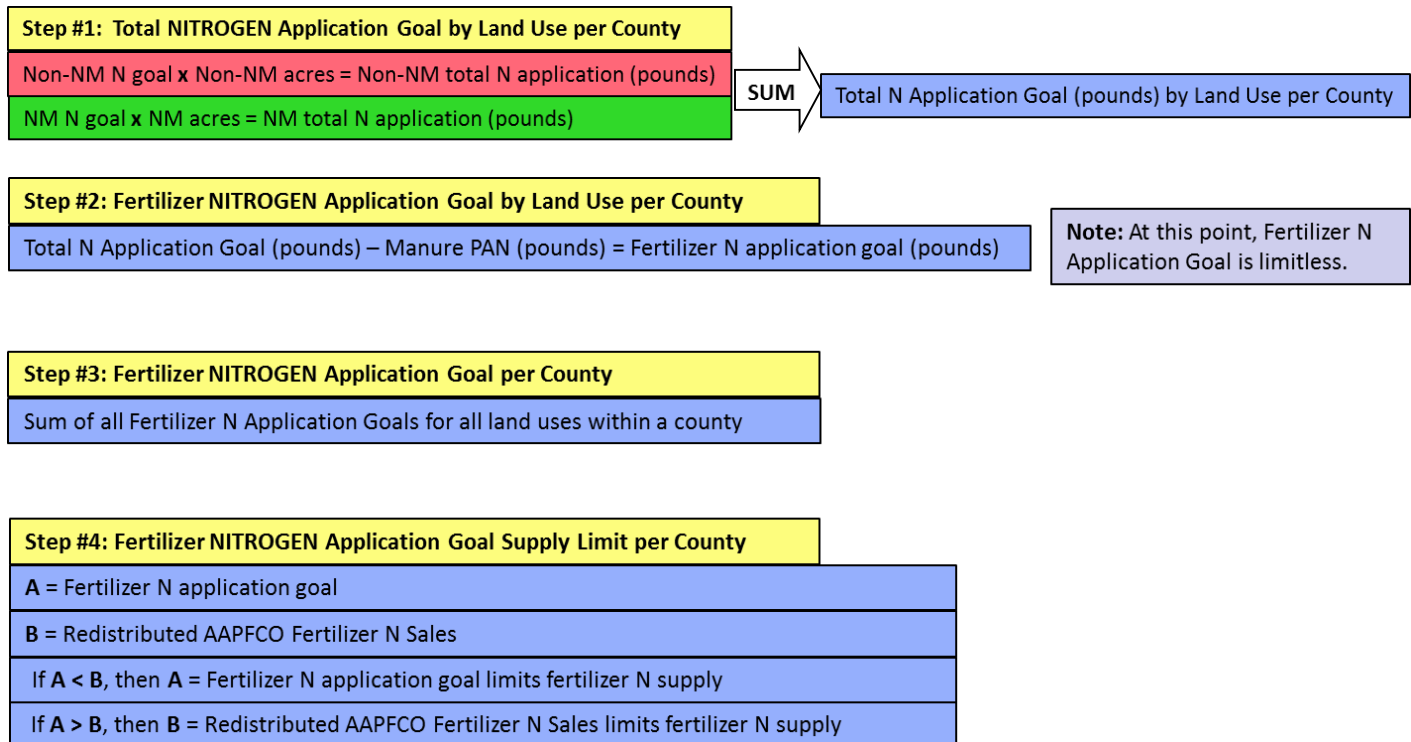 Step #1:  Total NITROGEN Application Goal by Land Use per County
Non-NM N goal x Non-NM acres = Non-NM total N application (pounds)
NM N goal x NM acres = NM total N application (pounds)
SUM
Total N Application Goal (pounds) by Land Use per County
Step #2: Fertilizer NITROGEN Application Goal by Land Use per County
Total N Application Goal (pounds) – Manure PAN (pounds) = Fertilizer N application goal (pounds)
Note: At this point, Fertilizer N
Application Goal is limitless.
Step #3: Fertilizer NITROGEN Application Goal per County
Sum of all Fertilizer N Application Goals for all land uses within a county
Step #4: Fertilizer NITROGEN Application Goal Supply Limit per County
A = Fertilizer N application goal
B = Redistributed AAPFCO Fertilizer N Sales
If A < B, then A = Fertilizer N application goal limits fertilizer N supply
If A > B, then B = Redistributed AAPFCO Fertilizer N Sales limits fertilizer N supply